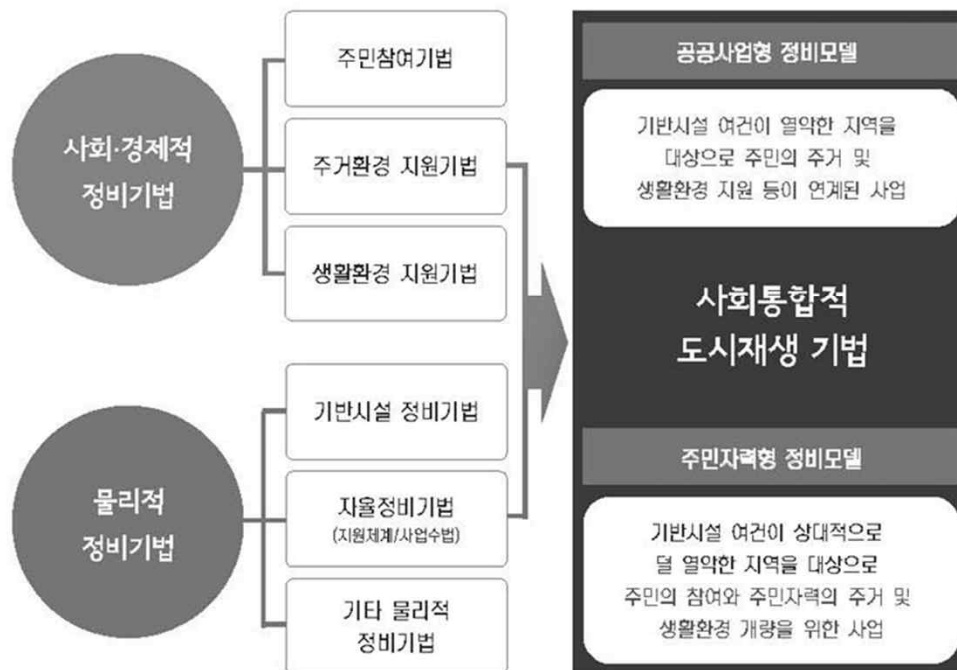 사회·경제적
정비기법
주민참여기법
주거환경 지원기법
생활환경 지원기법
물리적
정비기법
기반시설 정비기법
자율정비기법
(지원체계/사업수법)
기타 물리적
정비기법
공공사업형 정비모델
기반시설 여건이 열악한 지역을
대상으로 주민의 주거 및
생활환경 지원 등이 연계된 사업
사회통합적
도시재생 기법
주민자력형 정비모델
기반시설 여건이 상대적으로
덜 열악한 지역을 대상으로
주민의 참여와 주민자력의 주거 및
생활환경 개량을 위한 사업